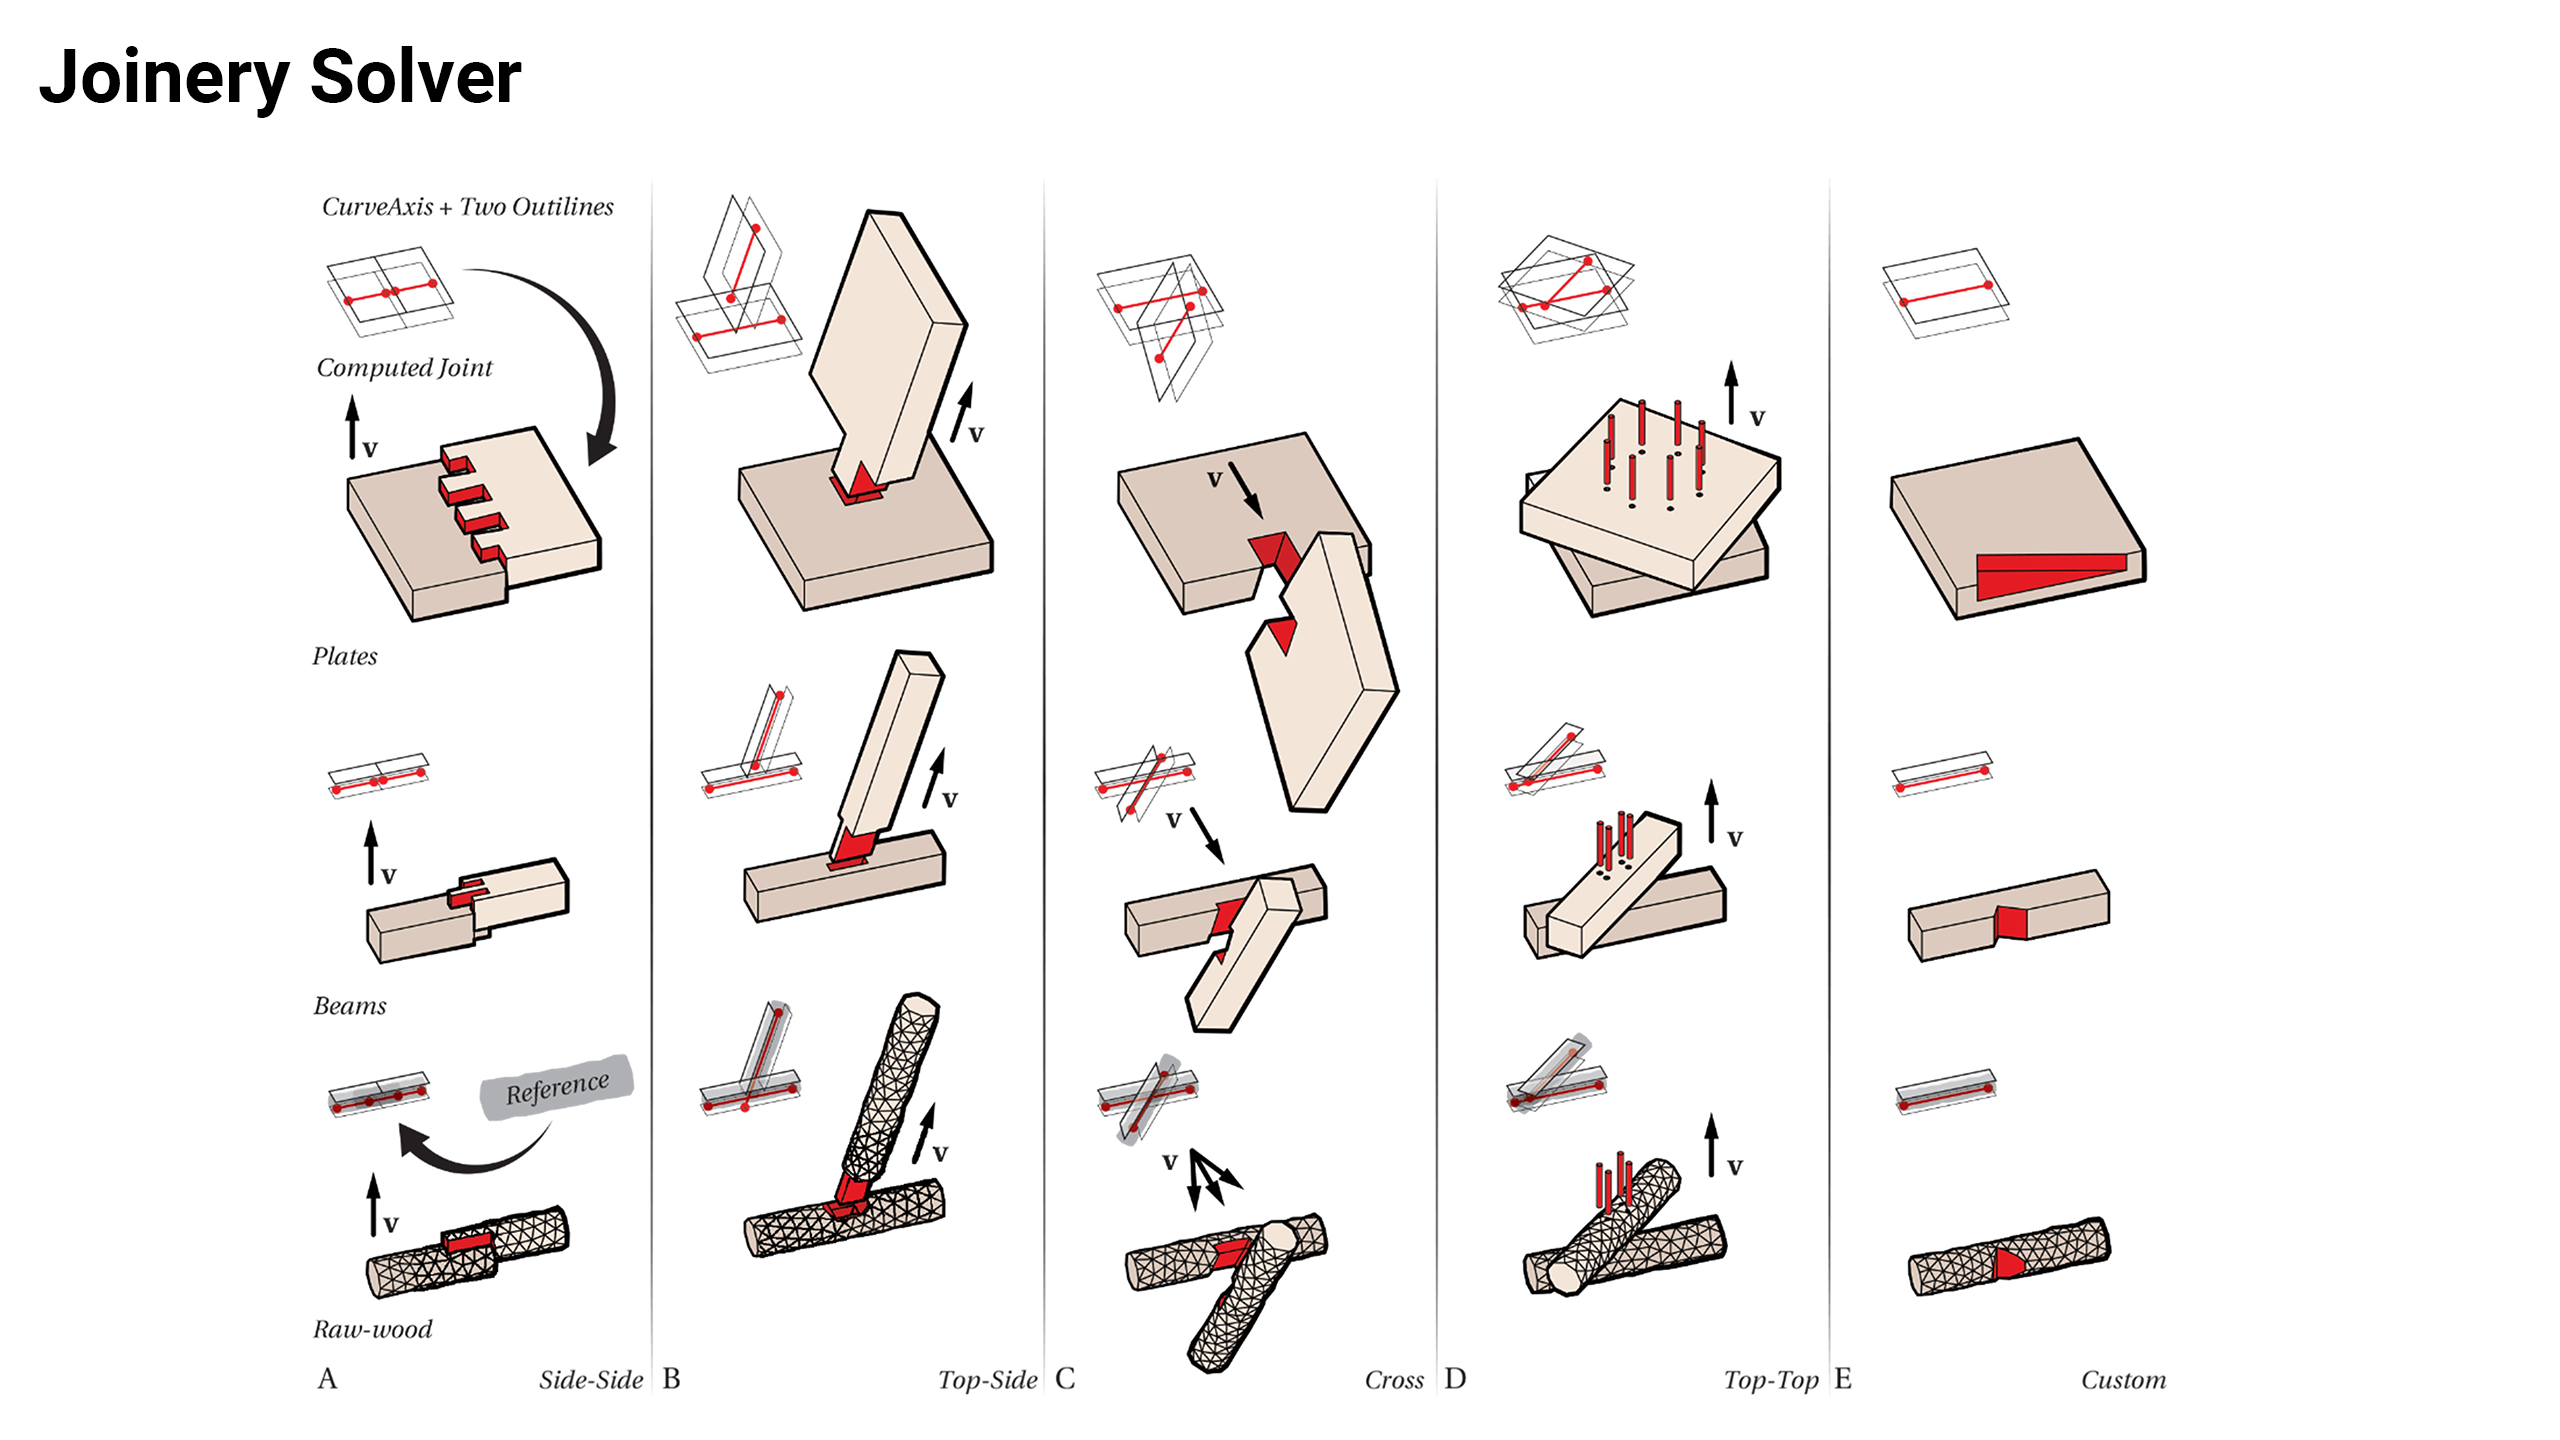 Joinery Solver
CurveAxis + Two Outilines
Computed Joint
v
v
v
v
Plates
v
v
v
v
Beams
Reference
v
v
v
v
Raw-wood
A
Side-Side
B
Top-Side
C
Cross
D
Top-Top
E
Custom